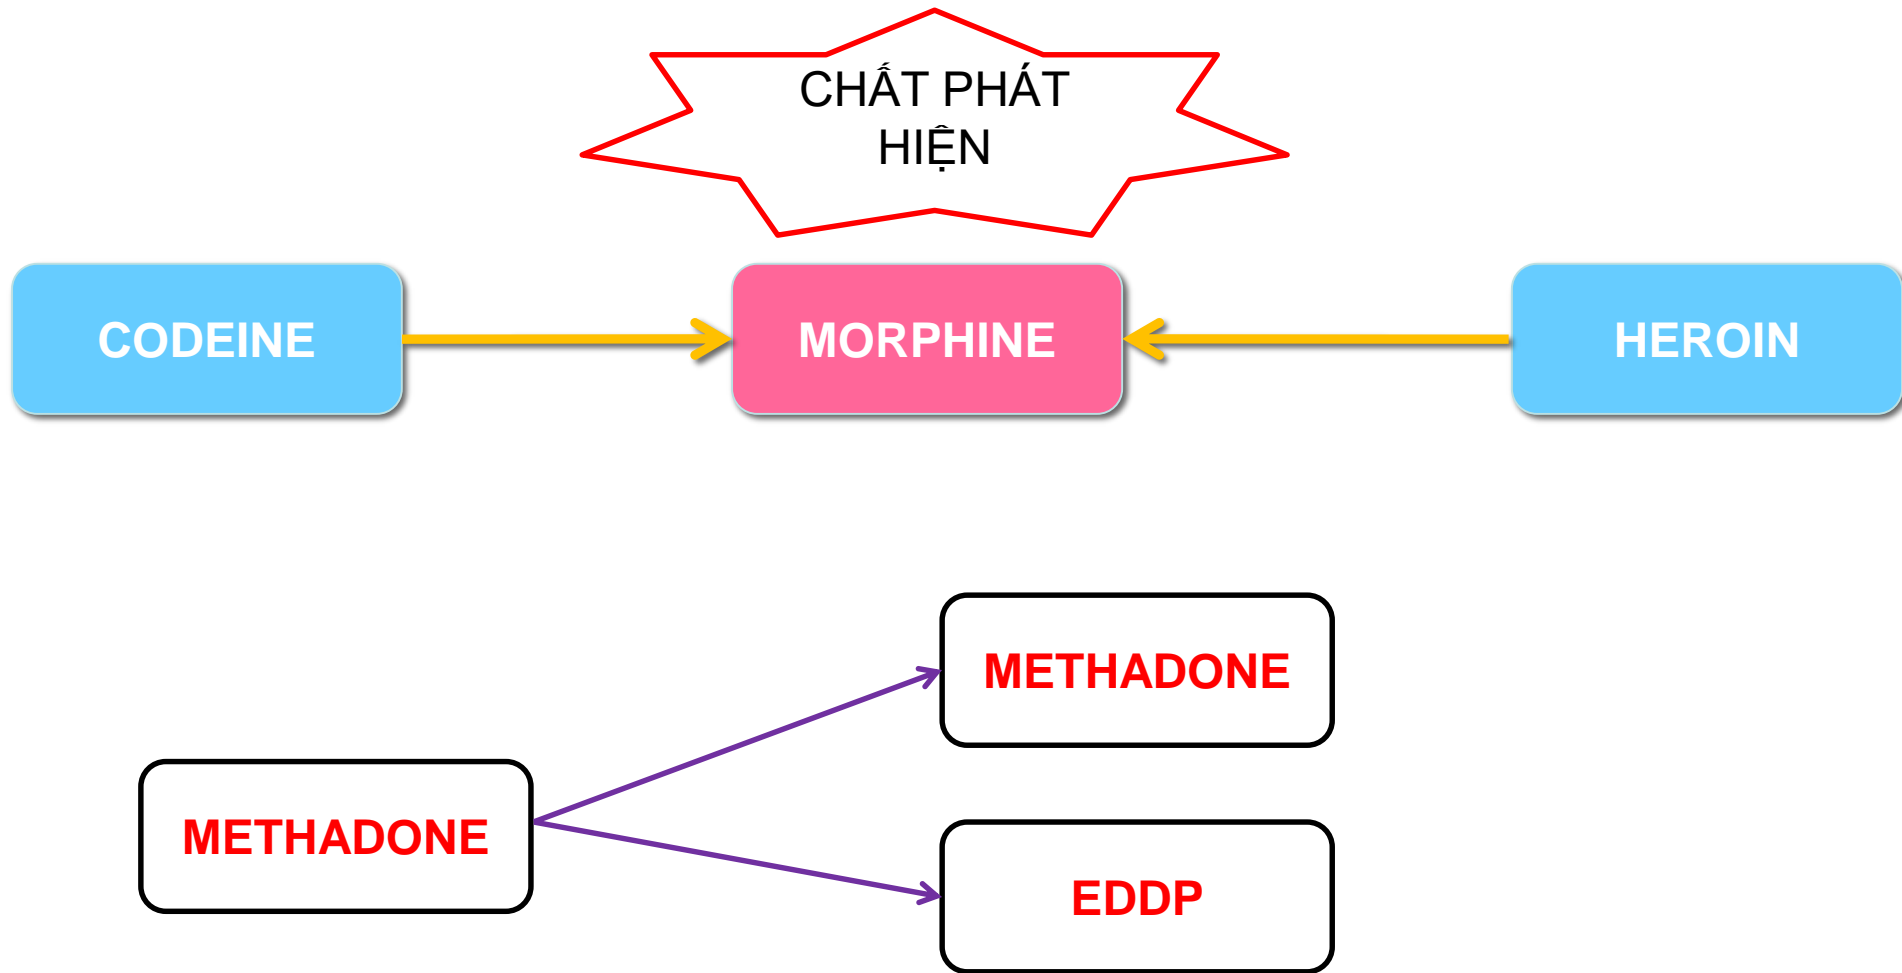 CHẤT PHÁT
HIỆN
CODEINE
MORPHINE
HEROIN
METHADONE
METHADONE
EDDP